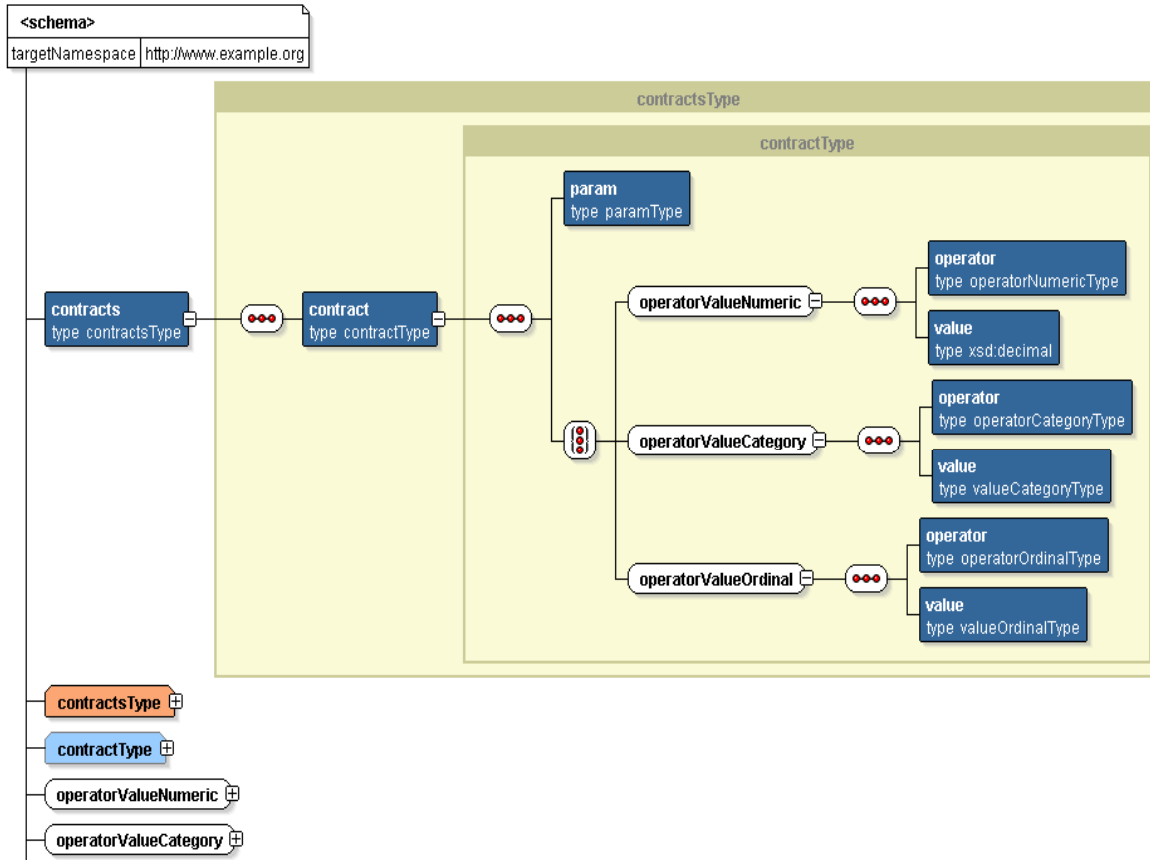 <schema>
targetNamespace http://www.example.org
contractsType
contractType
param
type paramType
operator
type operatorNumericType
operatorValueNumeric
value
type xsd:decimal
contracts
type contractsType
contract
type contractType
operator
type operatorCategoryType
operatorValueCategory
value
type valueCategoryType
operator
type operatorOrdinalType
operatorValueOrdinal
value
type valueOrdinalType
contractsType
contractType
operatorValueNumeric
operatorValueCategory